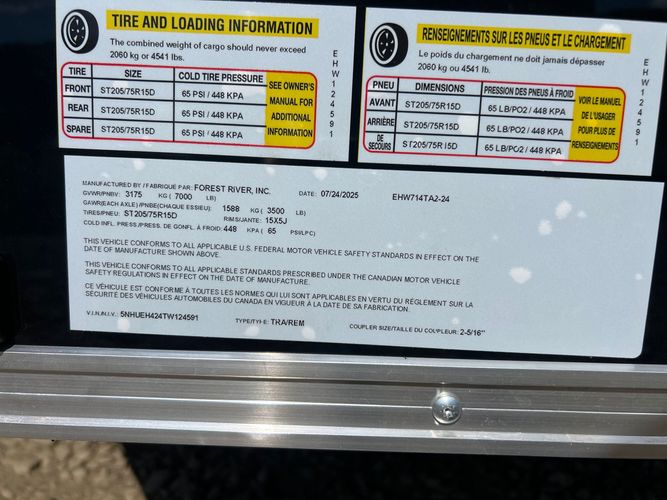 TIRE AND LOADING INFORMATION
The combined weight of cargo should never exceed
2060 kg or 4541 lbs.
TIRE SIZE COLD TIRE PRESSURE
FRONT ST205/75R15D 65 PSI / 448 KPA
REAR ST205/75R15D 65 PSI / 448 KPA
SPARE ST205/75R15D 65 PSI / 448 KPA
SEE OWNER'S
MANUAL FOR
ADDITIONAL
INFORMATION
EHW124591
RENSEIGNEMENTS SUR LES PNEUS ET LE CHARGEMENT
Le poids du chargement ne doit jamais dépasser
2060 kg ou 4541 lb.
PNEU DIMENSIONS PRESSION DES PNEUS À FROID
AVANT ST205/75R15D 65 LB/PO2 / 448 KPA
ARRIÈRE ST205/75R15D 65 LB/PO2 / 448 KPA
DE SECOURS ST205/75R15D 65 LB/PO2 / 448 KPA
VOIR LE MANUEL
DE L'USAGER
POUR PLUS DE
RENSEIGNEMENTS
EHW124591
MANUFACTURED BY / FABRIQUÉ PAR: FOREST RIVER, INC. DATE: 07/24/2025 EHW714TA2-24
GVWR/PNBV: 3175 KG ( 7000 LB)
GAWR(EACH AXLE) /PNBE(CHAQUE ESSIEU): 1588 KG ( 3500 LB)
TIRES/PNEU: ST205/75R15D RIMS/JANTE: 15X5J
COLD INFL. PRESS./PRESS. DE GONFL. À FROID: 448 KPA ( 65 PSI/LPC)
THIS VEHICLE CONFORMS TO ALL APPLICABLE U.S. FEDERAL MOTOR VEHICLE SAFETY STANDARDS IN EFFECT ON THE
DATE OF MANUFACTURE SHOWN ABOVE.
THIS VEHICLE CONFORMS TO ALL APPLICABLE STANDARDS PRESCRIBED UNDER THE CANADIAN MOTOR VEHICLE
SAFETY REGULATIONS IN EFFECT ON THE DATE OF MANUFACTURE.
CE VÉHICULE EST CONFORME À TOUTES LES NORMES QUI LUI SONT APPLICABLES EN VERTU DU RÉGLEMENT SUR LA
SÉCURITÉ DES VÉHICULES AUTOMOBILES DU CANADA EN VIGUEUR À LA DATE DE SA FABRICATION.
V.I.N./N.I.V.: 5NHUEH424TW124591 TYPE/TYPE: TRA/REM COUPLER SIZE/TAILLE DU COUPLEUR: 2-5/16"